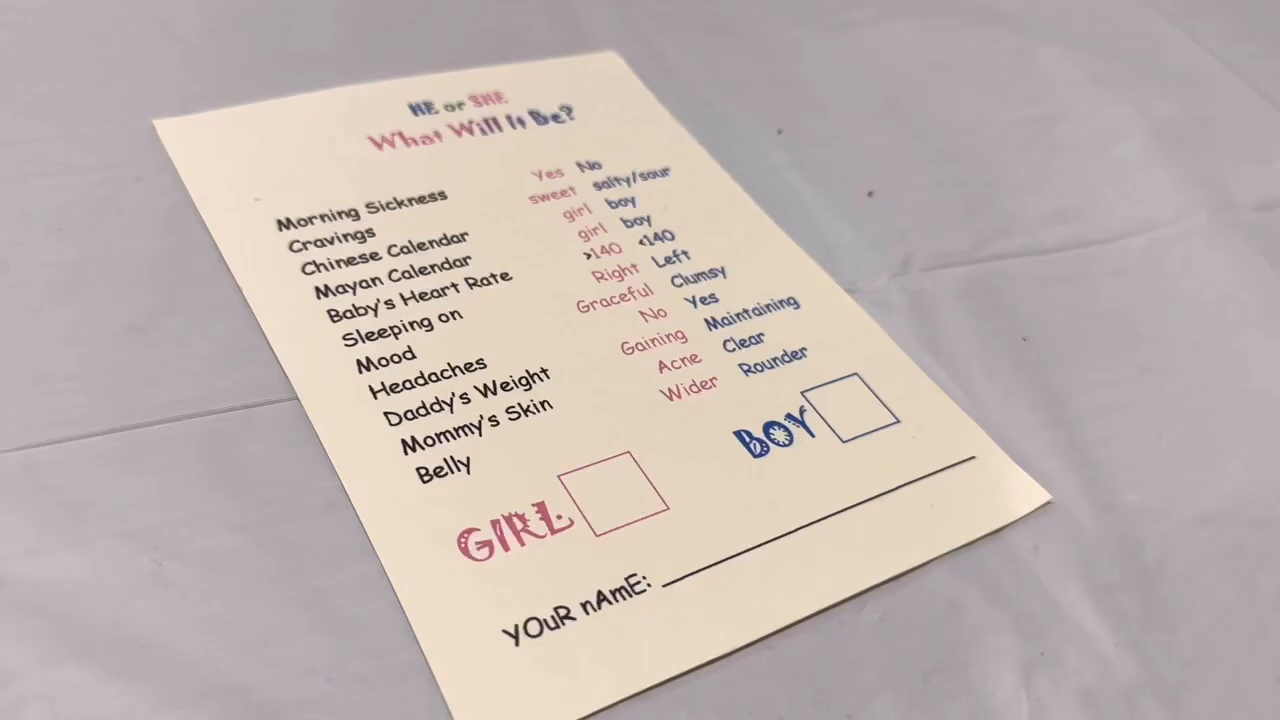 HE or SHE
What Will It Be?
Morning Sickness Yes No
Cravings sweet salty/sour
Chinese Calendar girl boy
Mayan Calendar girl boy
Baby's Heart Rate >140 <140
Sleeping on Right Left
Mood Graceful Clumsy
Headaches No Yes
Daddy's Weight Gaining Maintaining
Mommy's Skin Acne Clear
Belly Wider Rounder
GIRL BOY
YOuR nAmE: